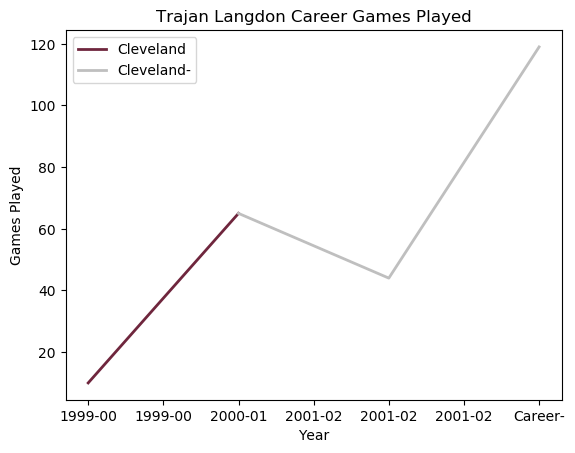 Trajan Langdon Career Games Played
Cleveland
Cleveland-
120
100
80
60
40
20
Games Played
1999-00 1999-00 2000-01 2001-02 2001-02 2001-02 Career-
Year